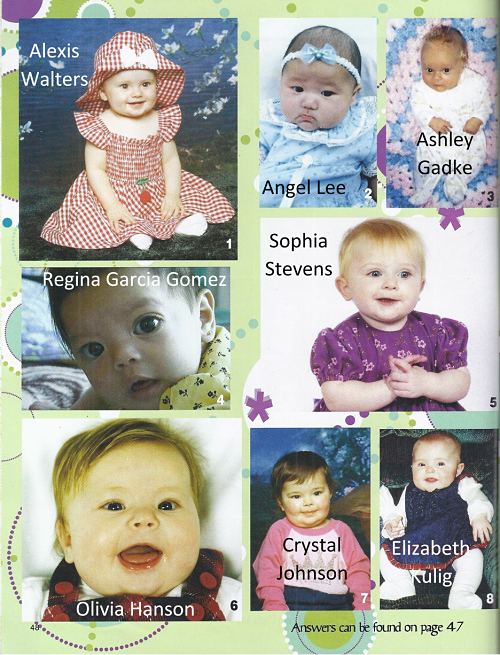 Alexis
Walters
1
Angel Lee
2
Ashley
Gadke
3
Regina Garcia Gomez
4
Sophia
Stevens
5
Olivia Hanson
6
Crystal
Johnson
7
Elizabeth
Kulig
8
48
Answers can be found on page 47